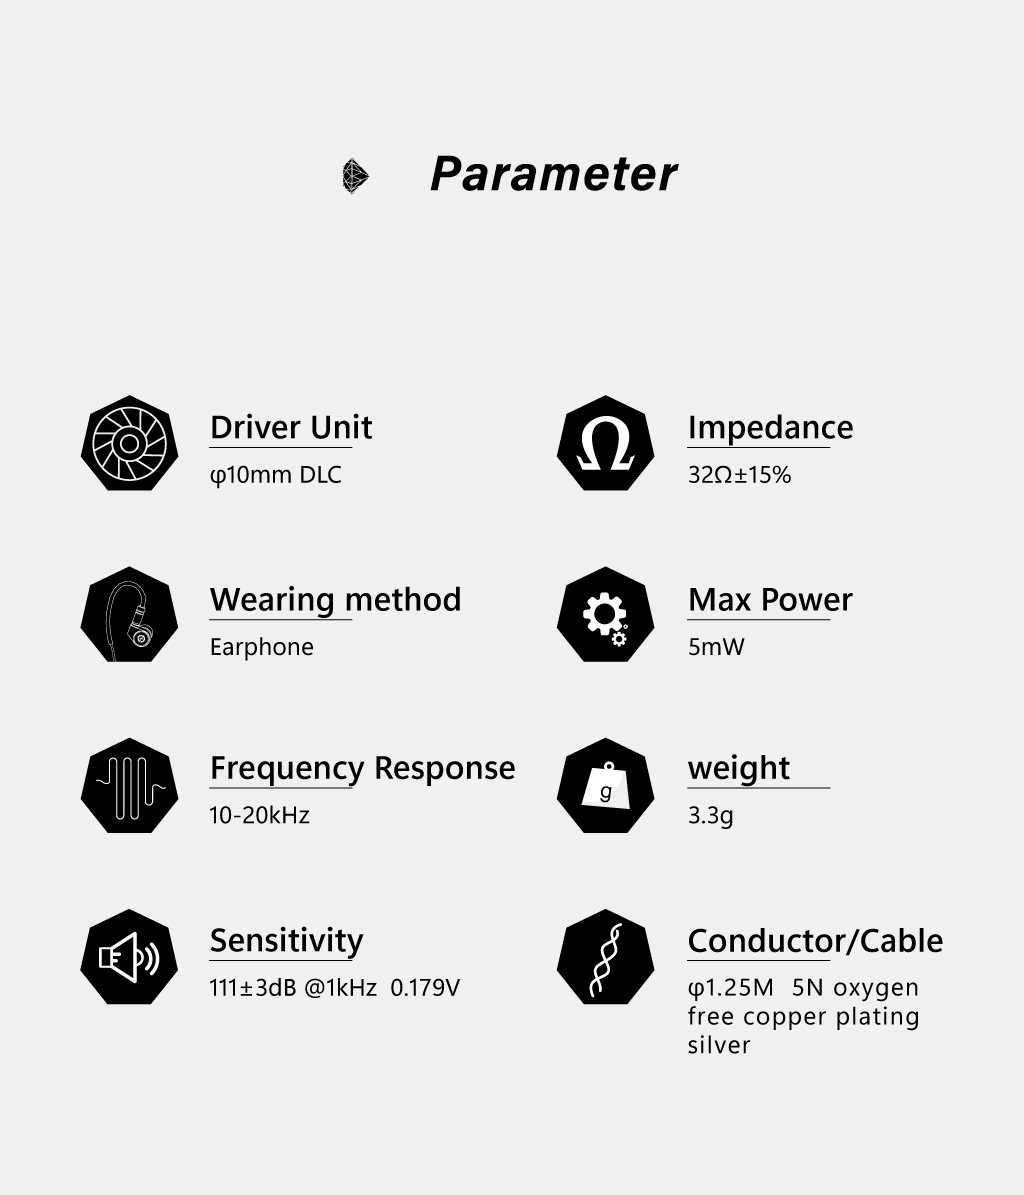 Parameter
Driver Unit
φ10mm DLC
Impedance
32Ω±15%
Wearing method
Earphone
Max Power
5mW
Frequency Response
10-20kHz
weight
g
3.3g
Sensitivity
111±3dB @1kHz  0.179V
Conductor/Cable
φ1.25M  5N oxygen
free copper plating
silver